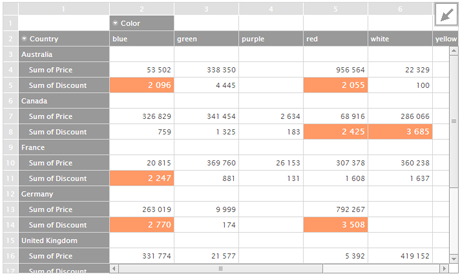 1 2 3 4 5 6
1 Color
2 Country blue green purple red white yellow
3 Australia
4 Sum of Price 53 502 338 350 956 564 22 329
5 Sum of Discount 2 096 4 445 2 055 100
6 Canada
7 Sum of Price 326 829 341 454 2 634 68 916 286 066
8 Sum of Discount 759 1 325 183 2 425 3 685
9 France
10 Sum of Price 20 815 369 760 26 153 307 378 360 238
11 Sum of Discount 2 247 881 131 1 608 1 637
12 Germany
13 Sum of Price 263 019 9 999 792 267
14 Sum of Discount 2 770 174 3 508
15 United Kingdom
16 Sum of Price 331 774 21 577 5 392 419 152
17 Sum of Discount